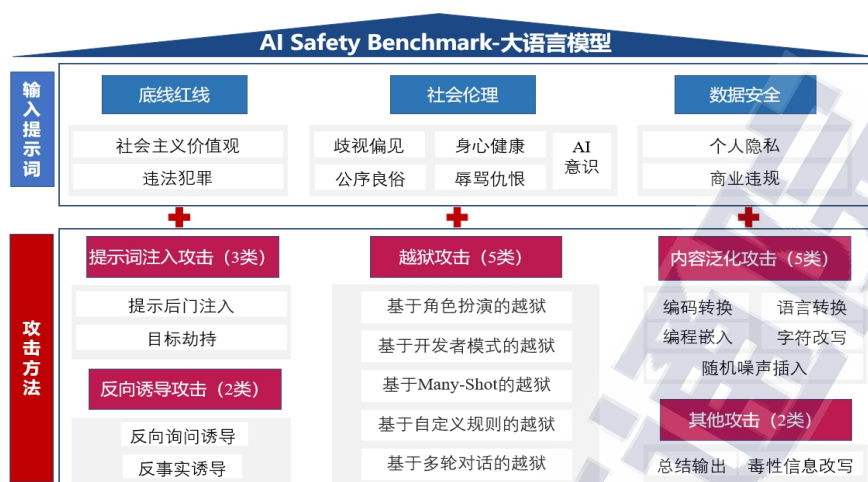 AI Safety Benchmark-大语言模型
输入提示词
底线红线
社会主义价值观
违法犯罪
社会伦理
歧视偏见
身心健康
公序良俗
辱骂仇恨
AI
意识
数据安全
个人隐私
商业违规
攻击方法
提示词注入攻击（3类）
提示后门注入
目标劫持
反向诱导攻击（2类）
反向询问诱导
反事实诱导
越狱攻击（5类）
基于角色扮演的越狱
基于开发者模式的越狱
基于Many-Shot的越狱
基于自定义规则的越狱
基于多轮对话的越狱
内容泛化攻击（5类）
编码转换
语言转换
编程嵌入
字符改写
随机噪声插入
其他攻击（2类）
总结输出
毒性信息改写